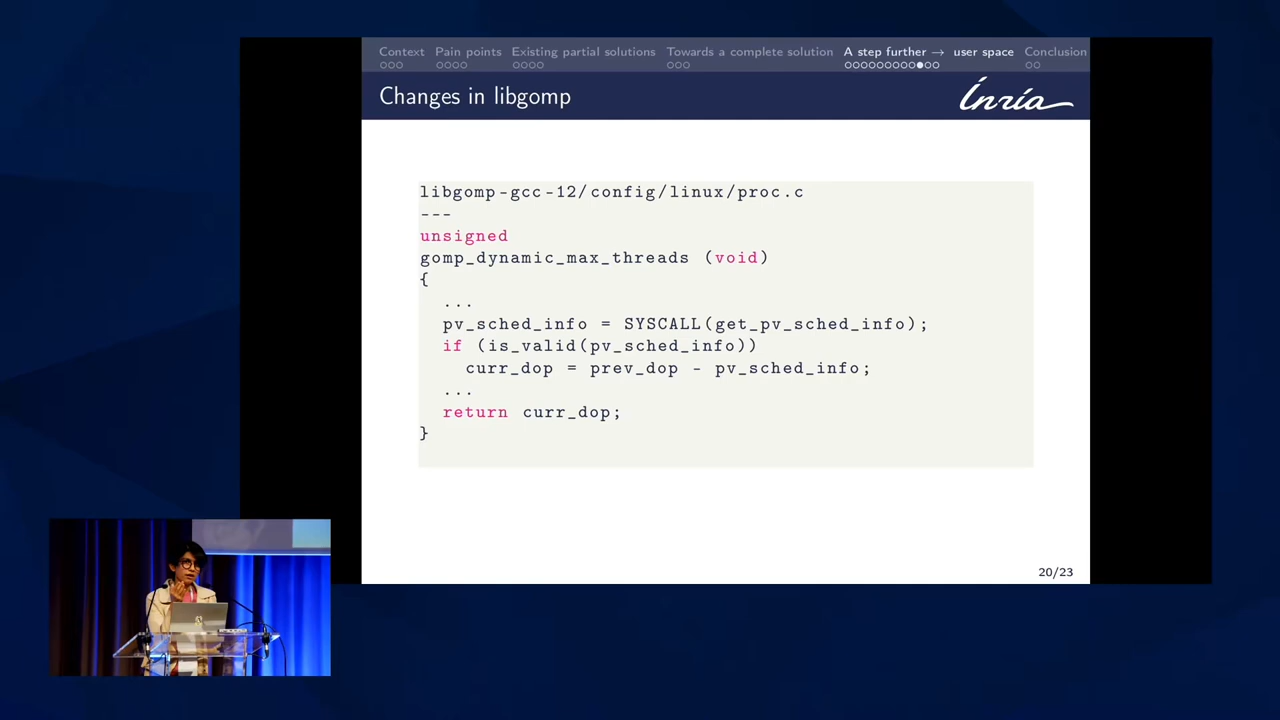 Context Pain points Existing partial solutions Towards a complete solution A step further → user space Conclusion
Changes in libgomp
Inria
libgomp-gcc-12/config/linux/proc.c
---
unsigned
gomp_dynamic_max_threads (void)
{
...
pv_sched_info = SYSCALL(get_pv_sched_info);
if (is_valid(pv_sched_info))
curr_dop = prev_dop - pv_sched_info;
...
return curr_dop;
}
20/23